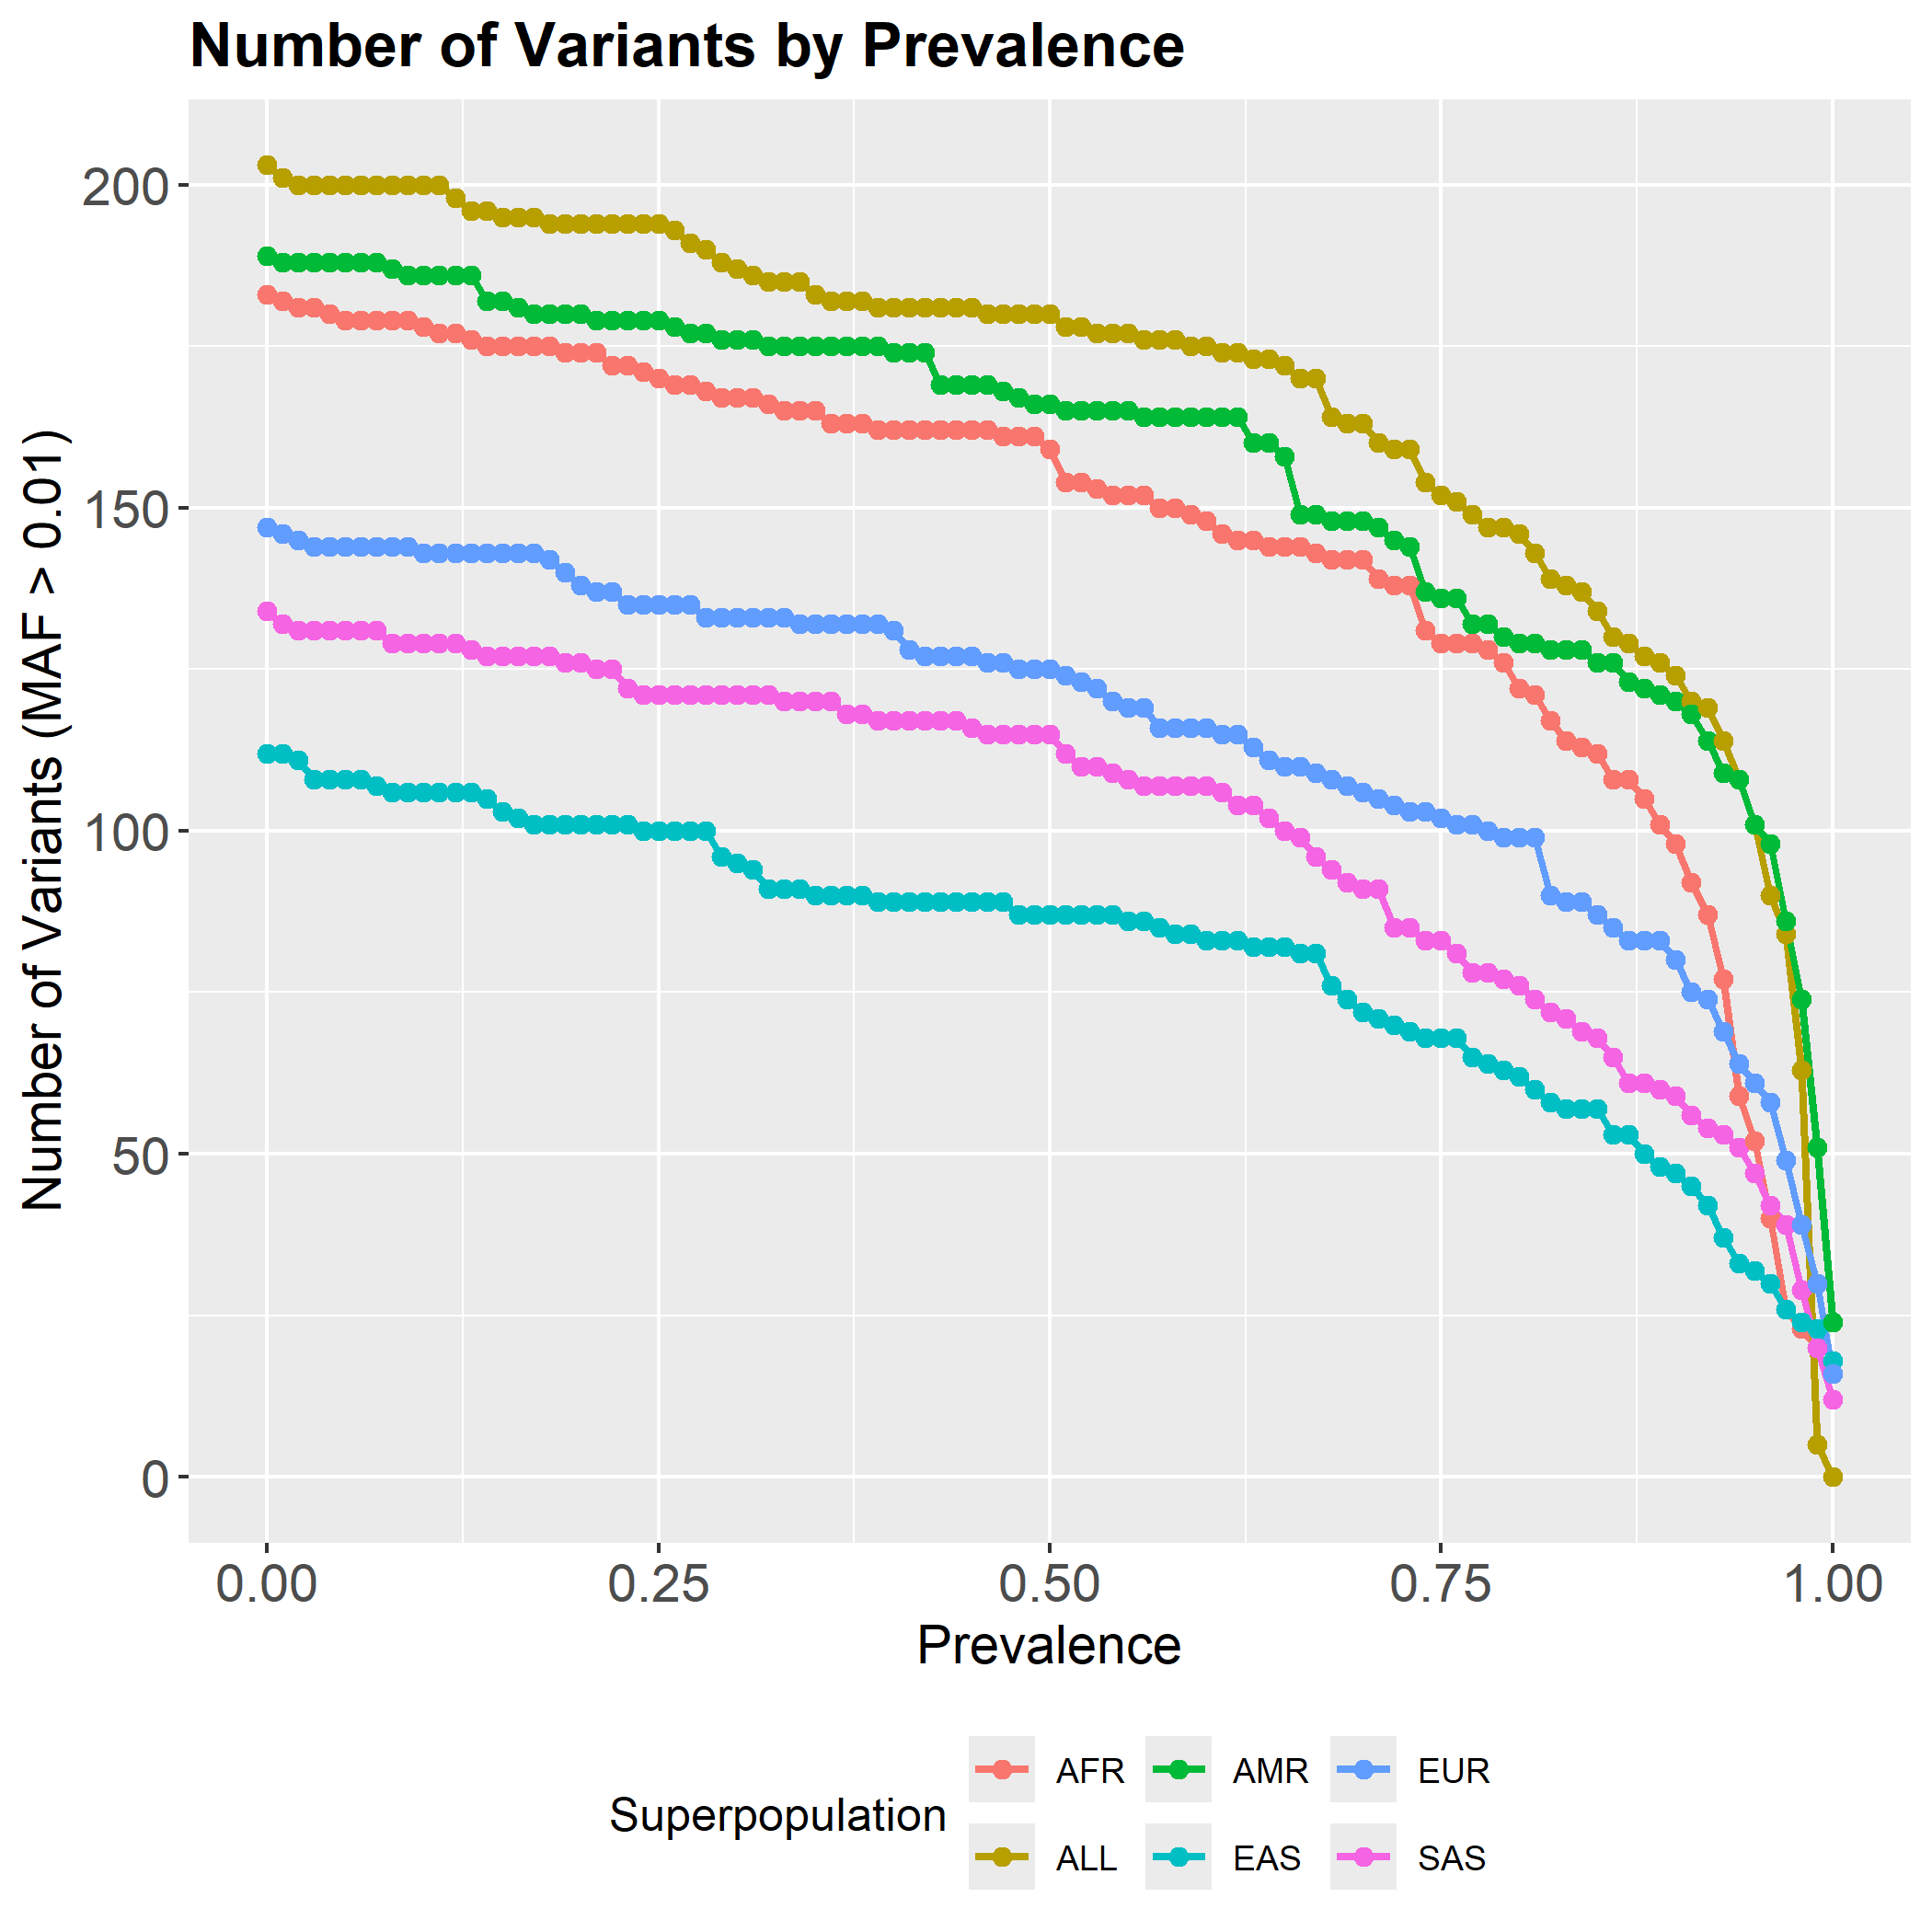 Number of Variants by Prevalence
Number of Variants (MAF > 0.01)
200
150
100
50
0
0.00 0.25 0.50 0.75 1.00
Prevalence
Superpopulation
AFR AMR EUR
ALL EAS SAS